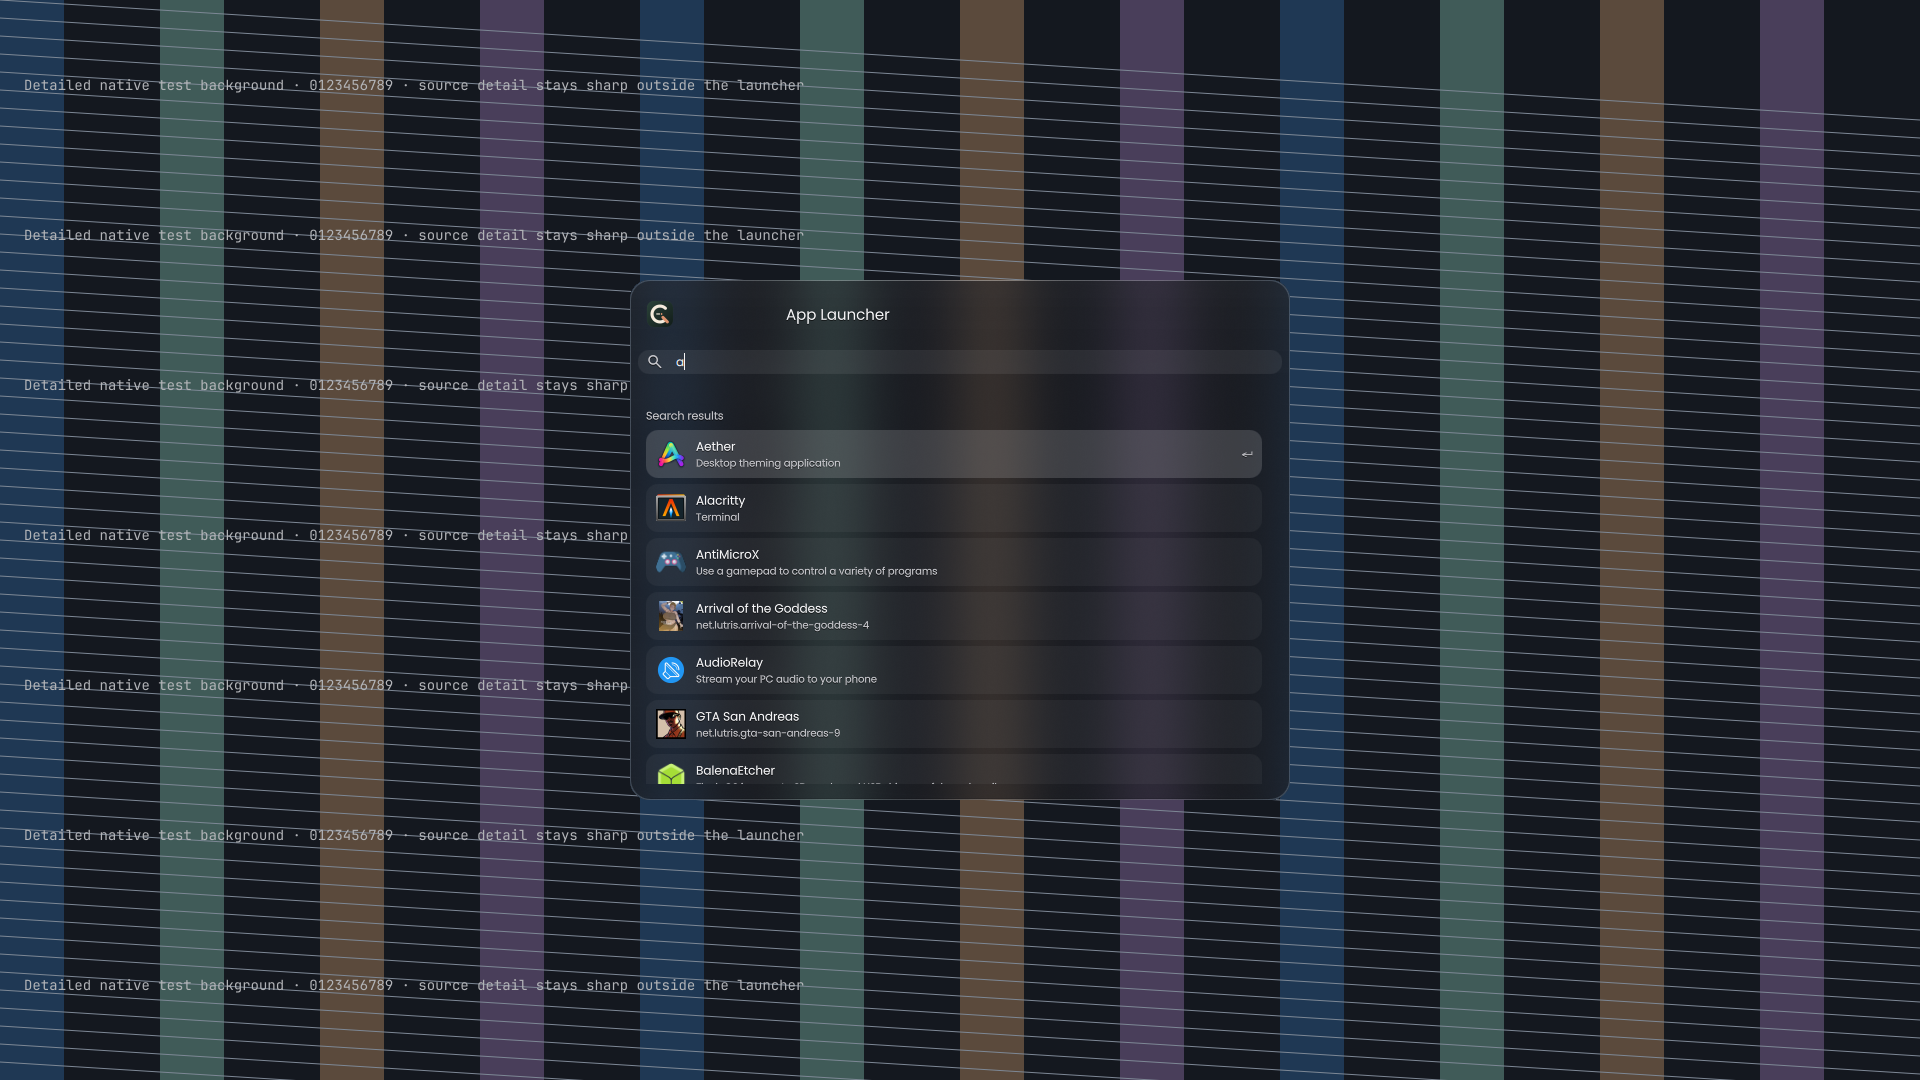 Detailed native test background · 0123456789 · source detail stays sharp outside the launcher
Detailed native test background · 0123456789 · source detail stays sharp outside the launcher
App Launcher
a
Detailed native test background · 0123456789 · source detail stays sharp
Search results
Aether
Desktop theming application
Alacritty
Terminal
Detailed native test background · 0123456789 · source detail stays sharp
AntiMicroX
Use a gamepad to control a variety of programs
Arrival of the Goddess
net.lutris.arrival-of-the-goddess-4
AudioRelay
Stream your PC audio to your phone
Detailed native test background · 0123456789 · source detail stays sharp
GTA San Andreas
net.lutris.gta-san-andreas-9
BalenaEtcher
Detailed native test background · 0123456789 · source detail stays sharp outside the launcher
Detailed native test background · 0123456789 · source detail stays sharp outside the launcher